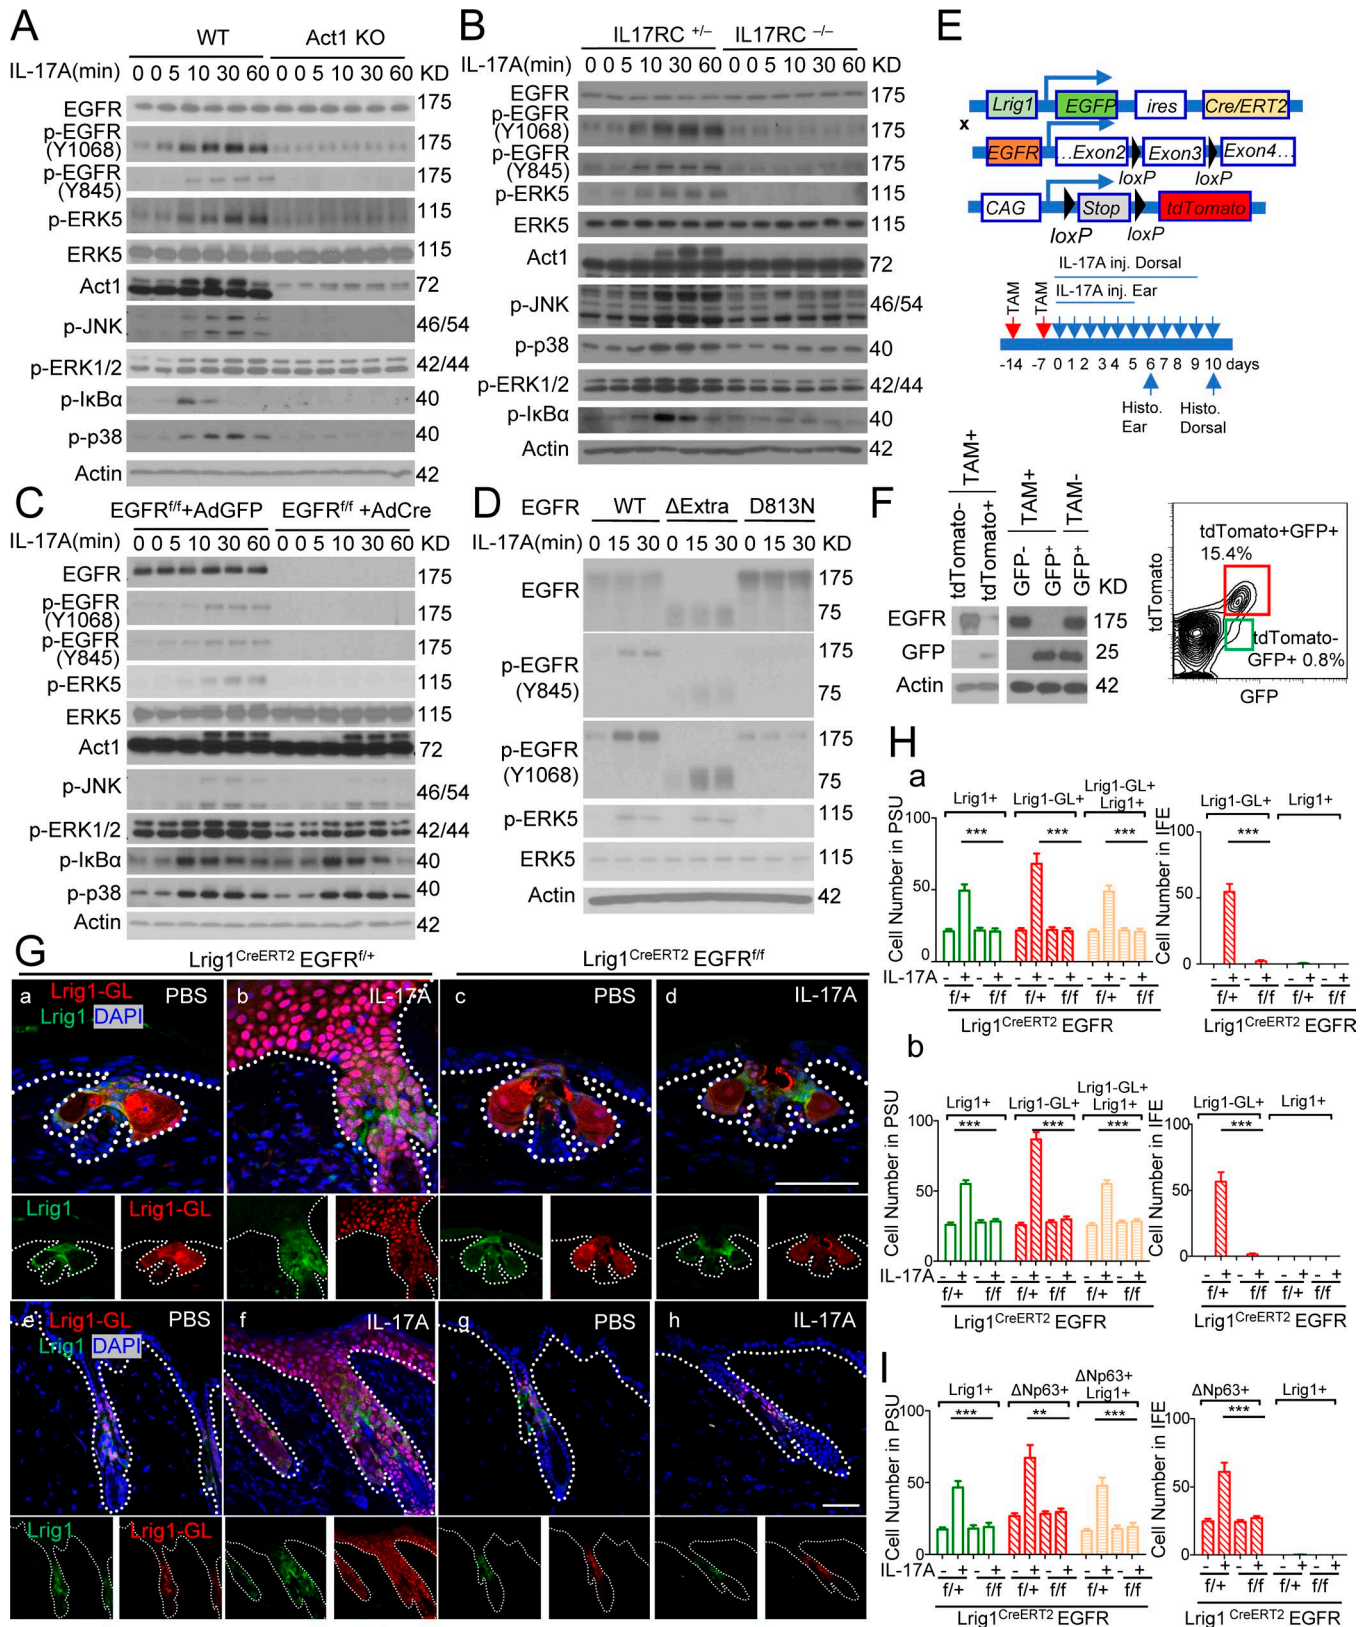 A
WT Act1 KO
IL-17A(min) 0 0 5 10 30 60 0 0 5 10 30 60 KD
EGFR 175
p-EGFR (Y1068) 175
p-EGFR (Y845) 175
p-ERK5 115
ERK5 115
Act1 72
p-JNK 46/54
p-ERK1/2 42/44
p-IκBα 40
p-p38 40
Actin 42
B
IL17RC +/– IL17RC –/–
IL-17A(min) 0 0 5 10 30 60 0 0 5 10 30 60 KD
EGFR 175
p-EGFR (Y1068) 175
p-EGFR (Y845) 175
p-ERK5 115
ERK5 115
Act1 72
p-JNK 46/54
p-p38 40
p-ERK1/2 42/44
p-IκBα 40
Actin 42
C
EGFRf/f+AdGFP EGFRf/f +AdCre
IL-17A(min) 0 0 5 10 30 60 0 0 5 10 30 60 KD
EGFR 175
p-EGFR (Y1068) 175
p-EGFR (Y845) 175
p-ERK5 115
ERK5 115
Act1 72
p-JNK 46/54
p-ERK1/2 42/44
p-IκBα 40
p-p38 40
Actin 42
D
EGFR WT ΔExtra D813N
IL-17A(min) 0 15 30 0 15 30 0 15 30 KD
EGFR 175
75
p-EGFR (Y845) 175
75
p-EGFR (Y1068) 175
75
p-ERK5 115
ERK5 115
Actin 42
E
Lrig1 EGFP ires Cre/ERT2
x
EGFR ..Exon2 Exon3 Exon4...
loxP loxP
CAG Stop tdTomato
loxP loxP
IL-17A inj. Dorsal
IL-17A inj. Ear
TAM TAM
-14 -7 0 1 2 3 4 5 6 7 8 9 10 days
Histo. Ear
Histo. Dorsal
F
TAM+ TAM+ TAM-
tdTomato- tdTomato+ GFP- GFP+ GFP+ KD
EGFR 175
GFP 25
Actin 42
tdTomato+GFP+
15.4%
tdTomato-
GFP+ 0.8%
tdTomato
GFP
G
Lrig1CreERT2 EGFRf/+ Lrig1CreERT2 EGFRf/f
a Lrig1-GL PBS
Lrig1 DAPI
b IL-17A
c PBS
d IL-17A
Lrig1 Lrig1-GL
e Lrig1-GL PBS
Lrig1 DAPI
f IL-17A
g PBS
h IL-17A
Lrig1 Lrig1-GL
H
a
Cell Number in PSU
100
50
0
Lrig1+ Lrig1-GL+ Lrig1-GL+ Lrig1+
*** *** ***
IL-17A - + - + - + - + - + - +
f/+ f/f f/+ f/f f/+ f/f
Lrig1CreERT2 EGFR
Cell Number in IFE
100
50
0
Lrig1-GL+ Lrig1+
***
- + - + - + - +
f/+ f/f f/+ f/f
Lrig1CreERT2 EGFR
b
Cell Number in PSU
100
50
0
Lrig1+ Lrig1-GL+ Lrig1-GL+ Lrig1+
*** *** ***
IL-17A - + - + - + - + - + - +
f/+ f/f f/+ f/f f/+ f/f
Lrig1CreERT2 EGFR
Cell Number in IFE
100
50
0
Lrig1-GL+ Lrig1+
***
- + - + - + - +
f/+ f/f f/+ f/f
Lrig1CreERT2 EGFR
I
Cell Number in PSU
100
50
0
Lrig1+ ΔNp63+ ΔNp63+ Lrig1+
*** ** ***
IL-17A - + - + - + - + - + - +
f/+ f/f f/+ f/f f/+ f/f
Lrig1CreERT2 EGFR
Cell Number in IFE
100
50
0
ΔNp63+ Lrig1+
***
- + - + - + - +
f/+ f/f f/+ f/f
Lrig1 CreERT2 EGFR